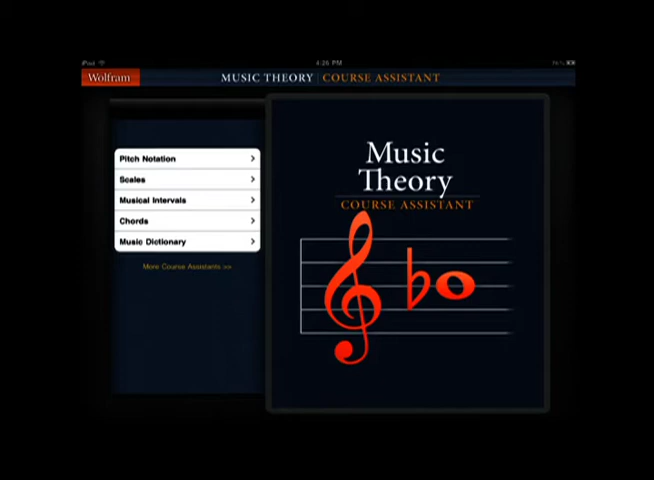 iPod 4:26 PM
Wolfram MUSIC THEORY | COURSE ASSISTANT
Pitch Notation
Scales
Musical Intervals
Chords
Music Dictionary
More Course Assistants >>
Music
Theory
COURSE ASSISTANT